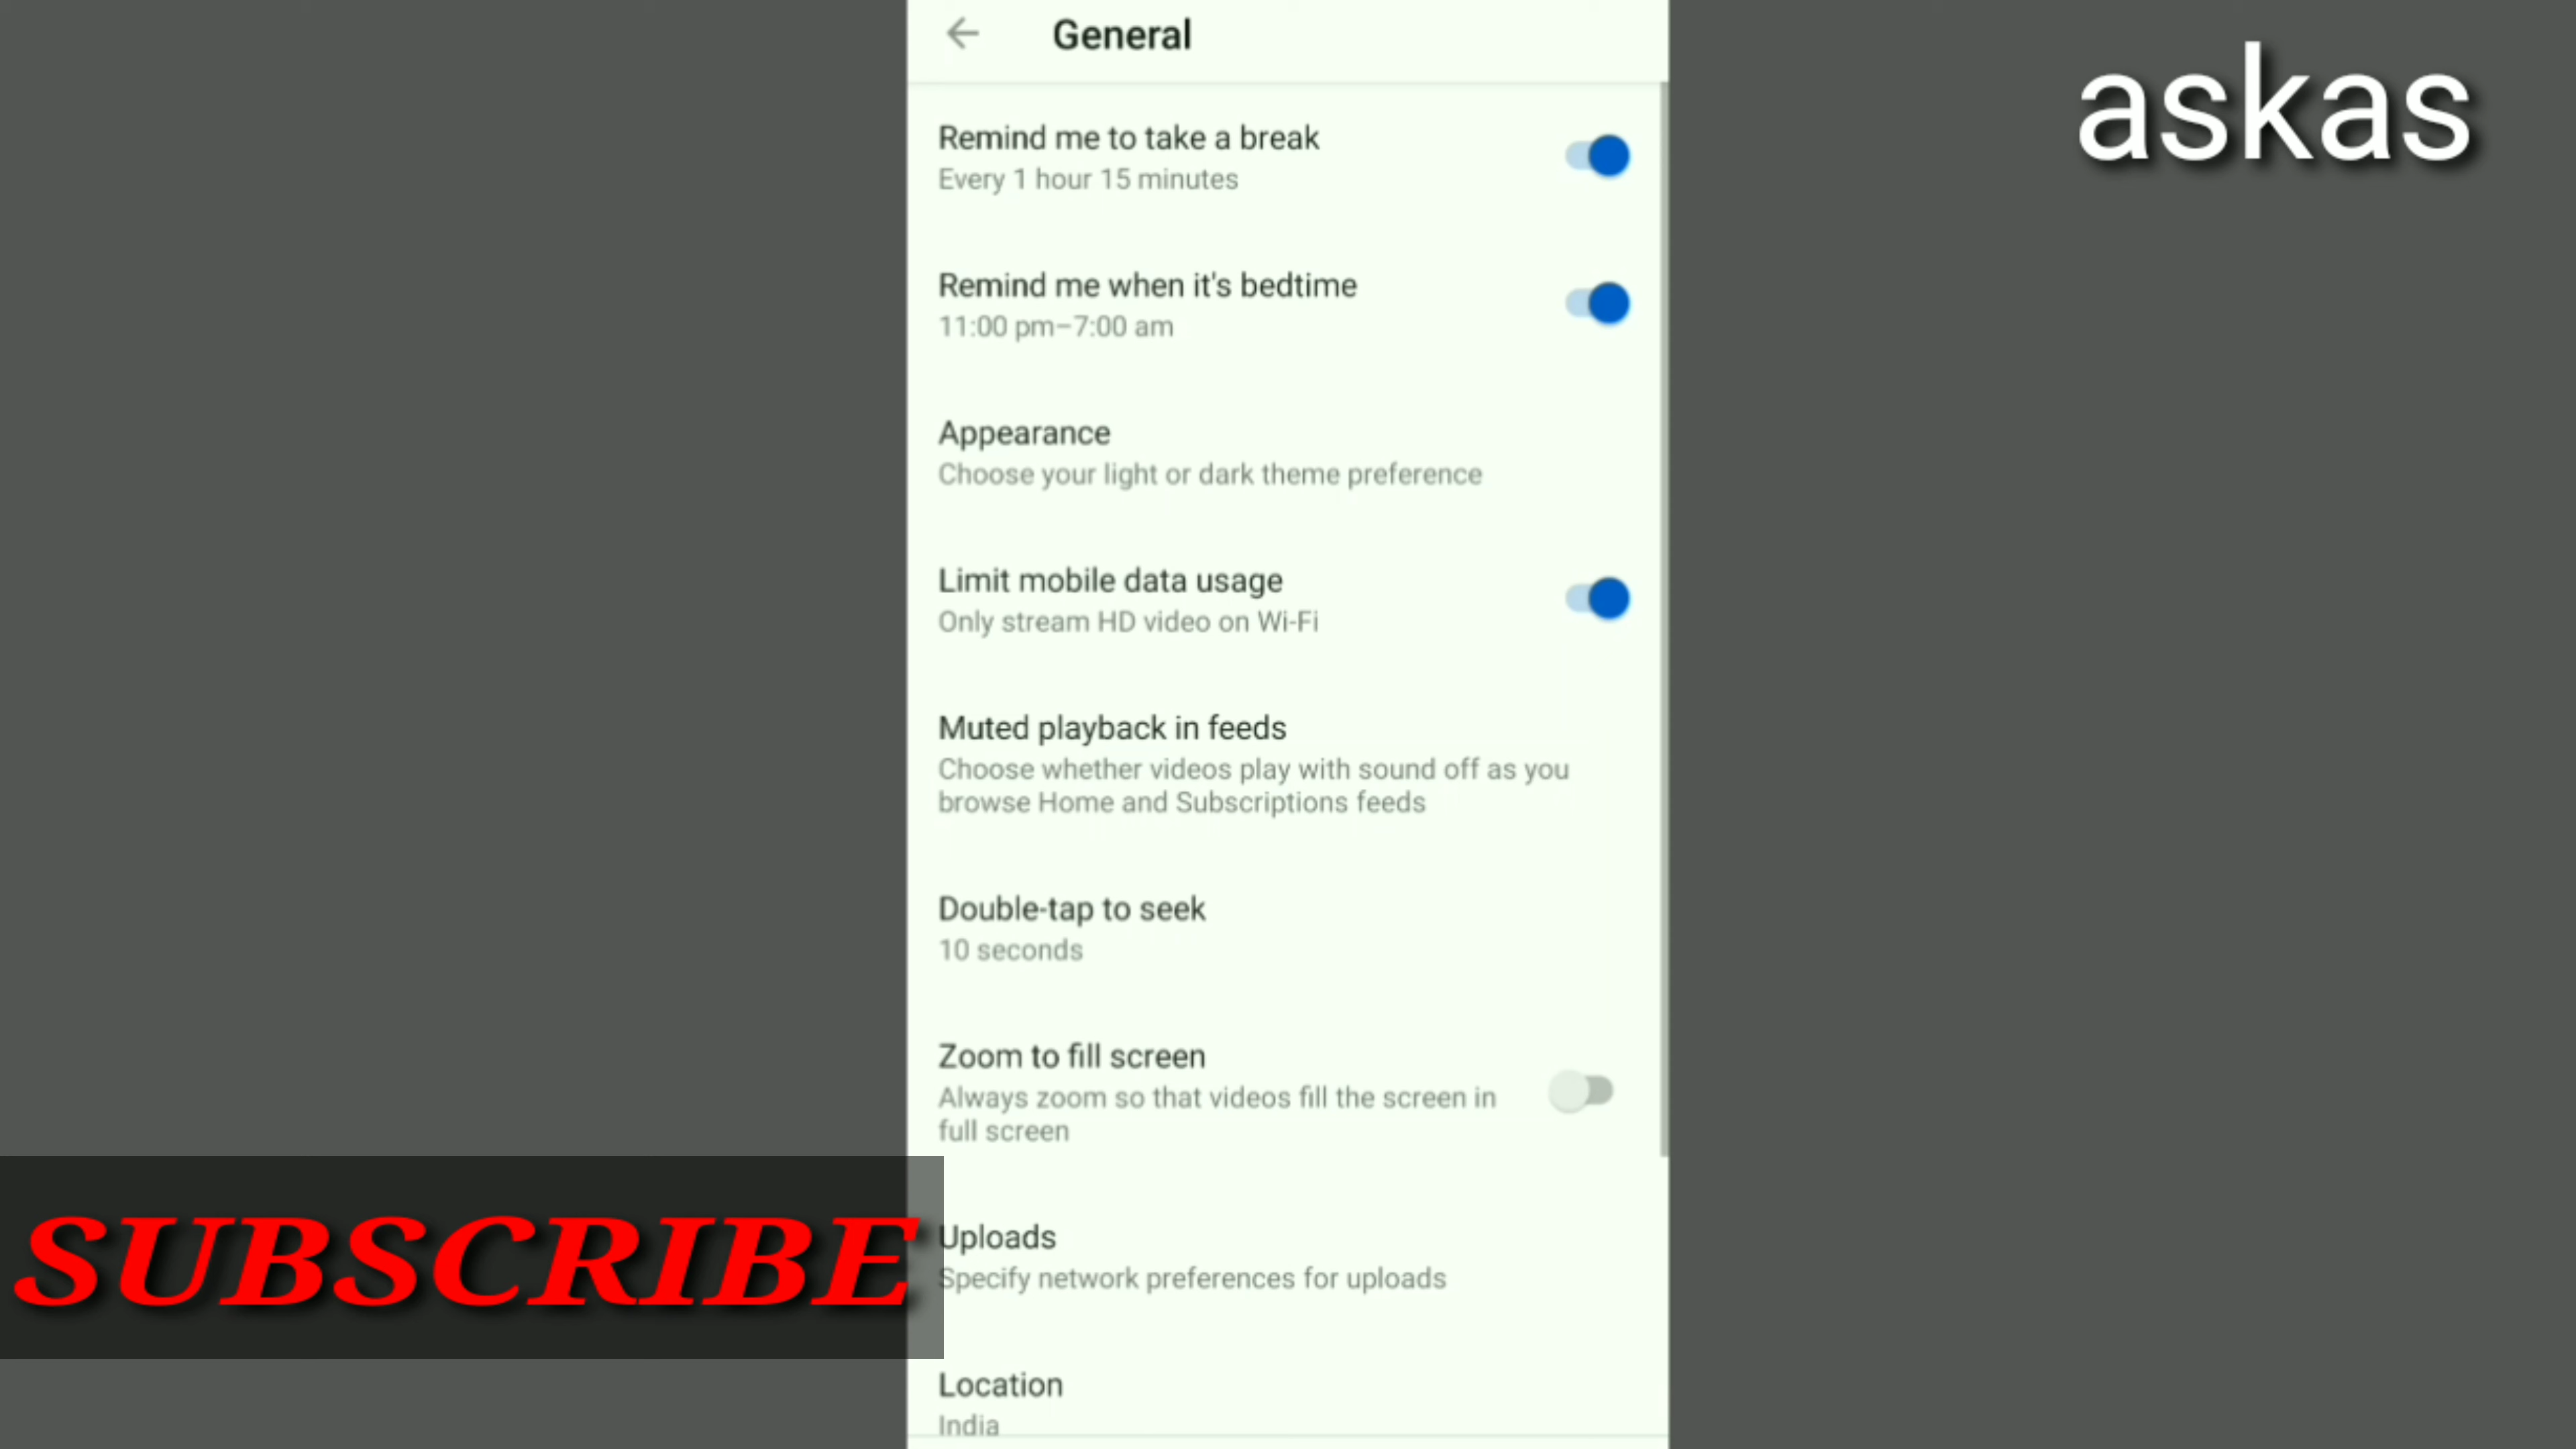 General
askas
Remind me to take a break
Every 1 hour 15 minutes
Remind me when it's bedtime
11:00 pm–7:00 am
Appearance
Choose your light or dark theme preference
Limit mobile data usage
Only stream HD video on Wi-Fi
Muted playback in feeds
Choose whether videos play with sound off as you
browse Home and Subscriptions feeds
Double-tap to seek
10 seconds
Zoom to fill screen
Always zoom so that videos fill the screen in
full screen
SUBSCRIBE
Uploads
Specify network preferences for uploads
Location
India